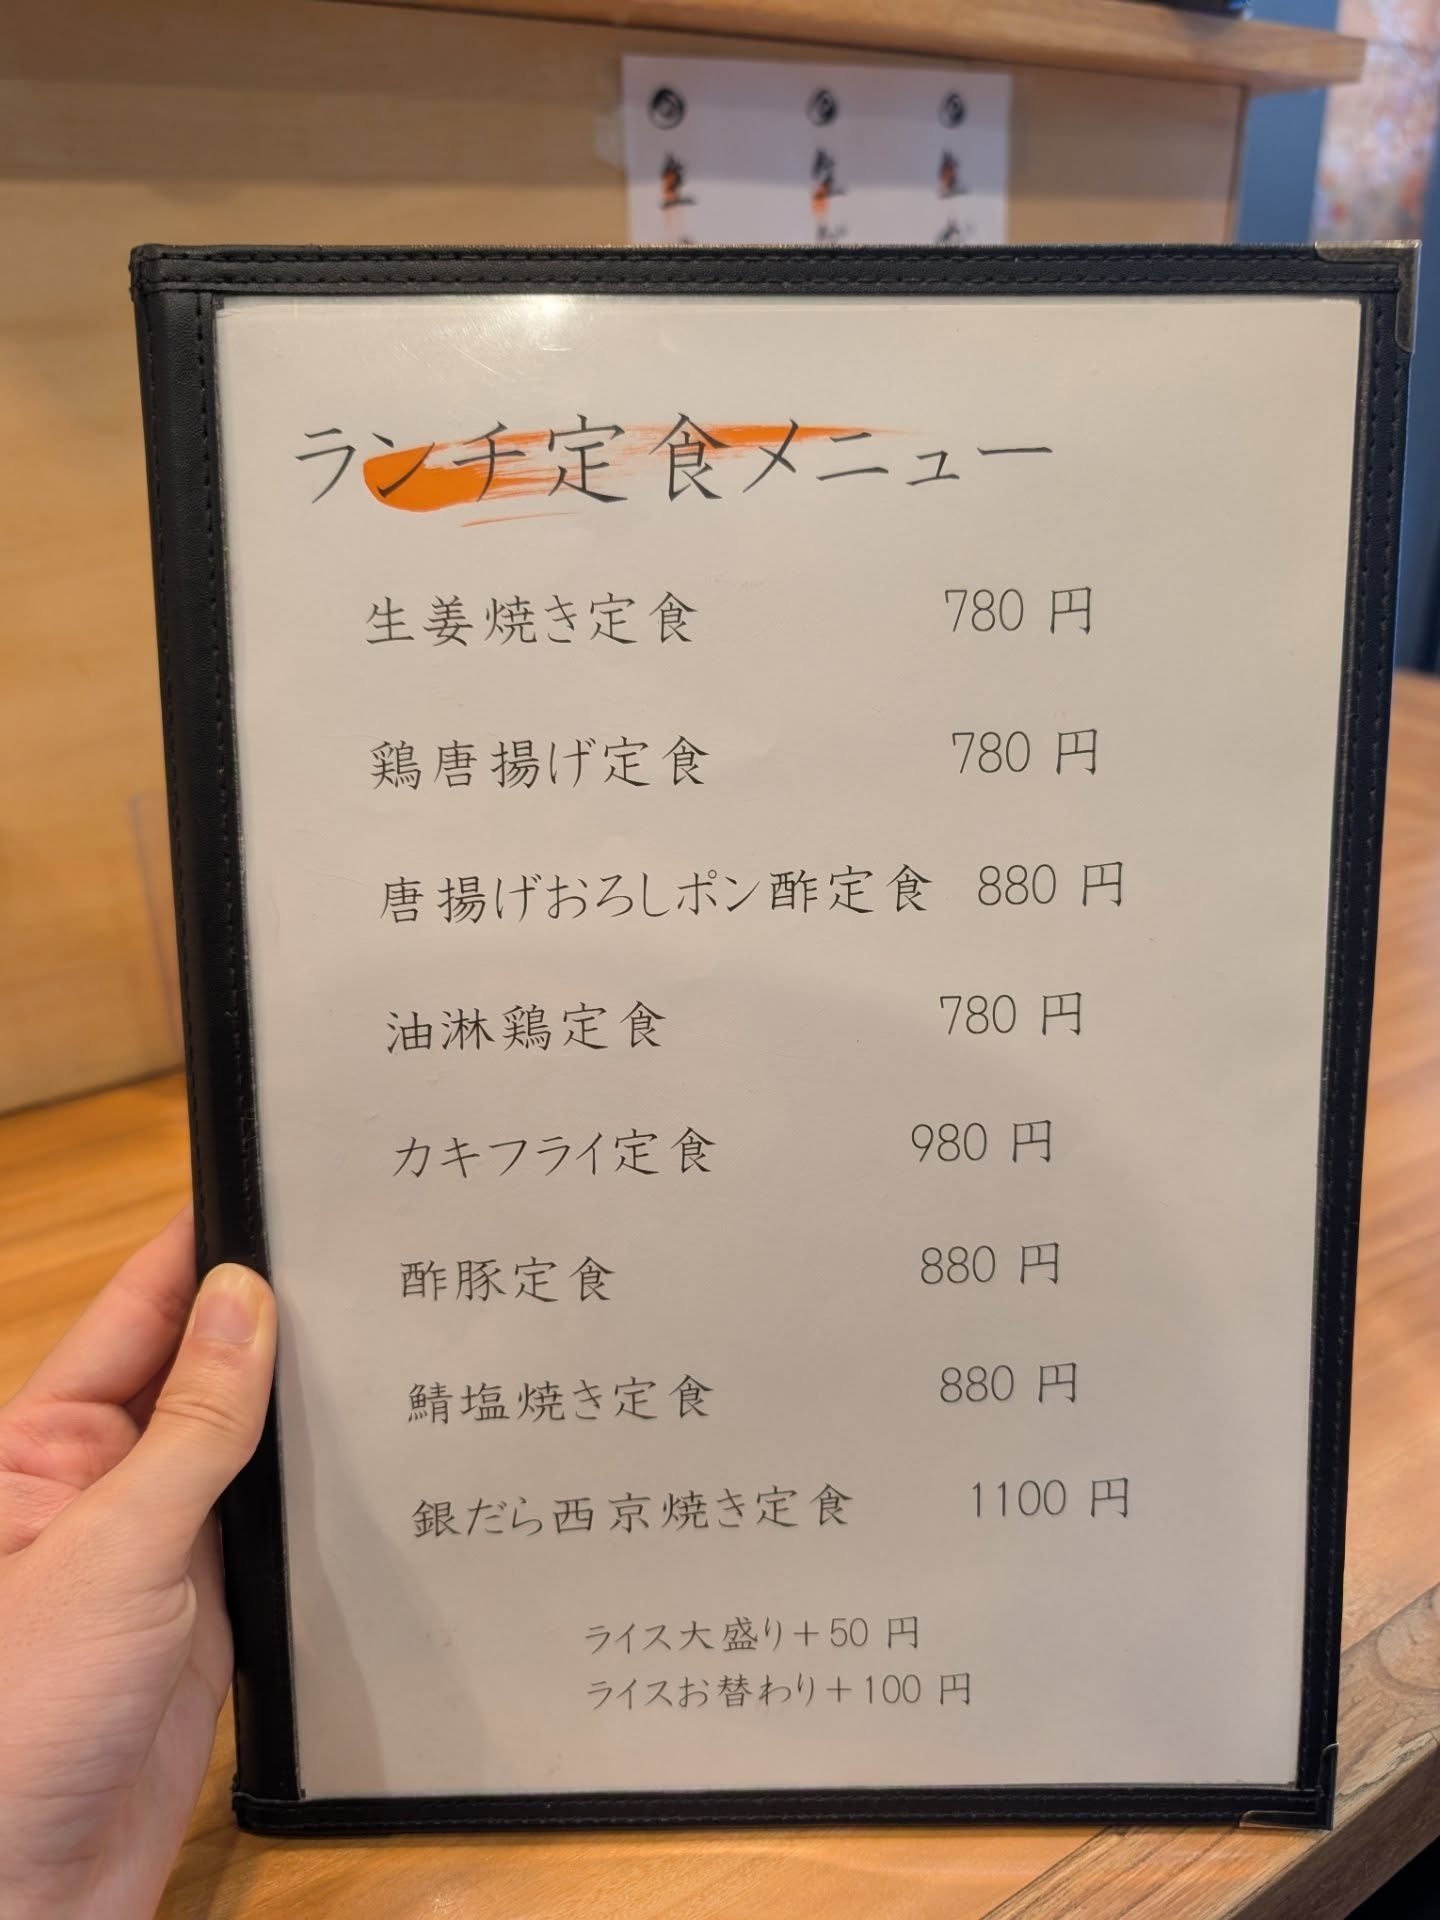 生
生
生
ランチ定食メニュー
生姜焼き定食 780 円
鶏唐揚げ定食 780 円
唐揚げおろしポン酢定食 880 円
油淋鶏定食 780 円
カキフライ定食 980 円
酢豚定食 880 円
鯖塩焼き定食 880 円
銀だら西京焼き定食 1100 円
ライス大盛り+50 円
ライスお替わり+100 円